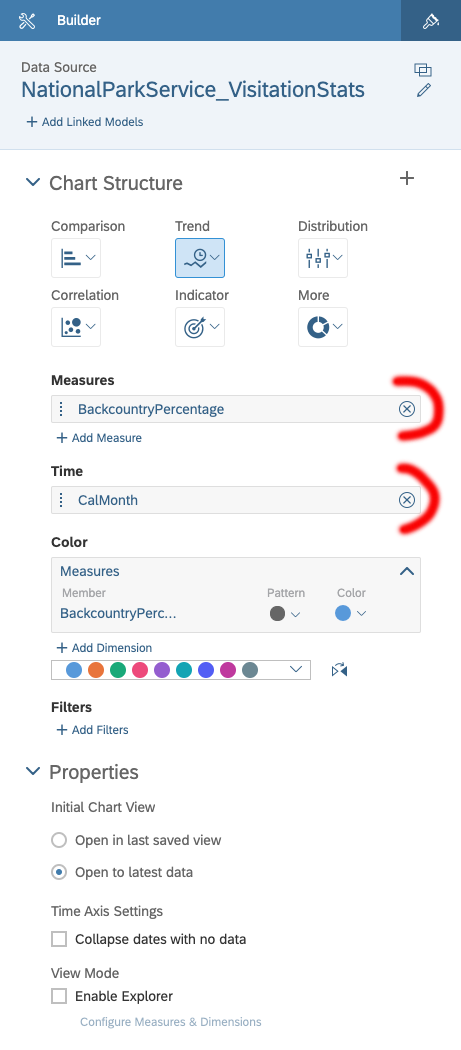 Builder
Data Source
NationalParkService_VisitationStats
Add Linked Models
Chart Structure
Comparison Trend Distribution
Correlation Indicator More
Measures
BackcountryPercentage
Add Measure
Time
CalMonth
Color
Measures
Member Pattern Color
BackcountryPerc...
Add Dimension
Filters
Add Filters
Properties
Initial Chart View
Open in last saved view
Open to latest data
Time Axis Settings
Collapse dates with no data
View Mode
Enable Explorer
Configure Measures & Dimensions